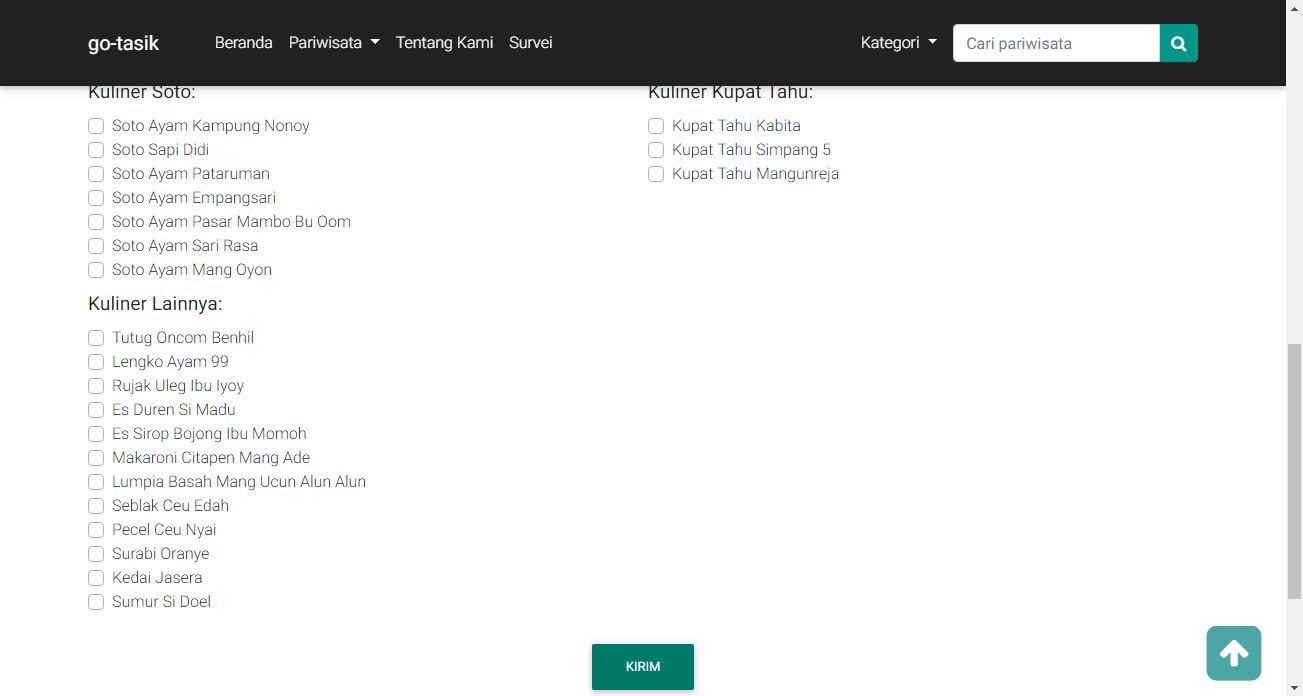 go-tasik
Beranda Pariwisata Tentang Kami Survei
Kategori
Cari pariwisata
Kuliner Soto:
Soto Ayam Kampung Nonoy
Soto Sapi Didi
Soto Ayam Pataruman
Soto Ayam Empangsari
Soto Ayam Pasar Mambo Bu Oom
Soto Ayam Sari Rasa
Soto Ayam Mang Oyon
Kuliner Kupat Tahu:
Kupat Tahu Kabita
Kupat Tahu Simpang 5
Kupat Tahu Mangunreja
Kuliner Lainnya:
Tutug Oncom Benhil
Lengko Ayam 99
Rujak Uleg Ibu Iyoy
Es Duren Si Madu
Es Sirop Bojong Ibu Momoh
Makaroni Citapen Mang Ade
Lumpia Basah Mang Ucun Alun Alun
Seblak Ceu Edah
Pecel Ceu Nyai
Surabi Oranye
Kedai Jasera
Sumur Si Doel
KIRIM